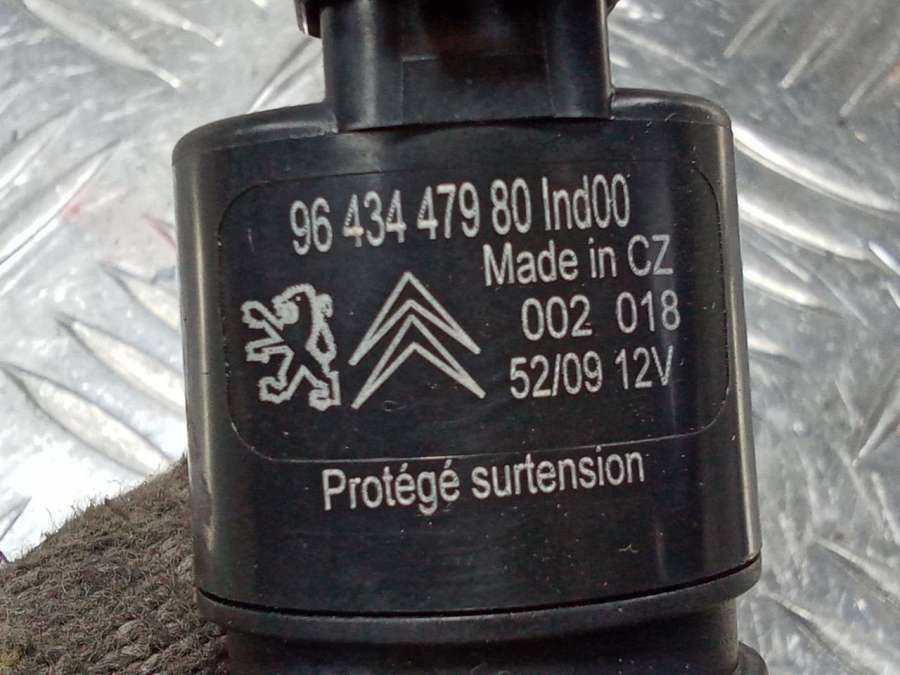 96 434 479 80 Ind00
Made in CZ
002 018
52/09 12V
Protégé surtension